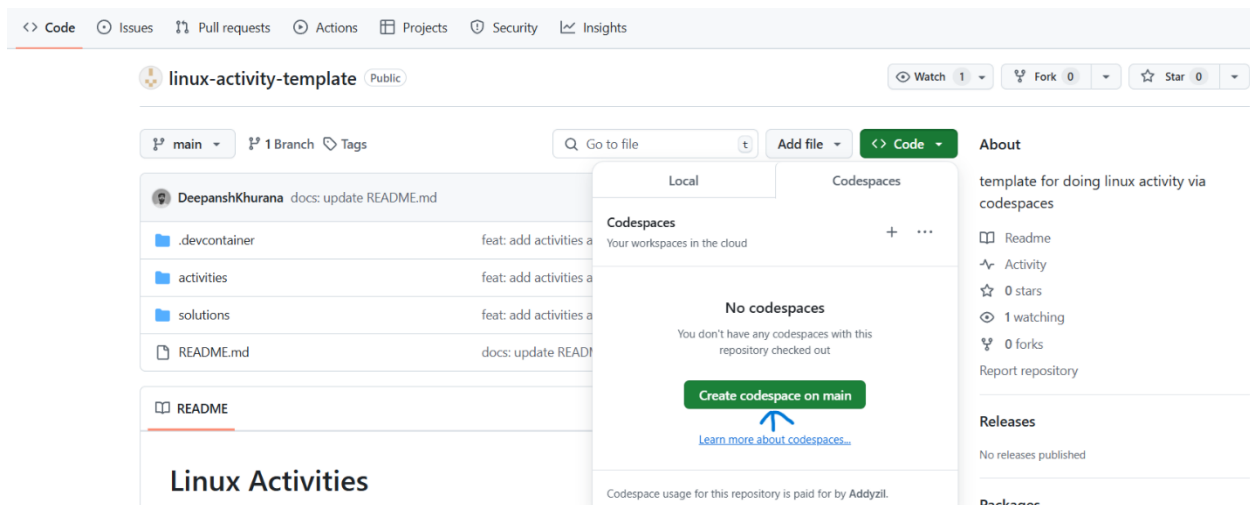 Code Issues Pull requests Actions Projects Security Insights
linux-activity-template Public
Watch 1 Fork 0 Star 0
main 1 Branch Tags
Go to file t
Add file Code
DeepanshKhurana docs: update README.md
.devcontainer feat: add activities a
activities feat: add activities a
solutions feat: add activities a
README.md docs: update READ
README
Linux Activities
Local Codespaces
Codespaces
Your workspaces in the cloud
No codespaces
You don't have any codespaces with this
repository checked out
Create codespace on main
Learn more about codespaces...
Codespace usage for this repository is paid for by Addyzil.
About
template for doing linux activity via
codespaces
Readme
Activity
0 stars
1 watching
0 forks
Report repository
Releases
No releases published
Packages